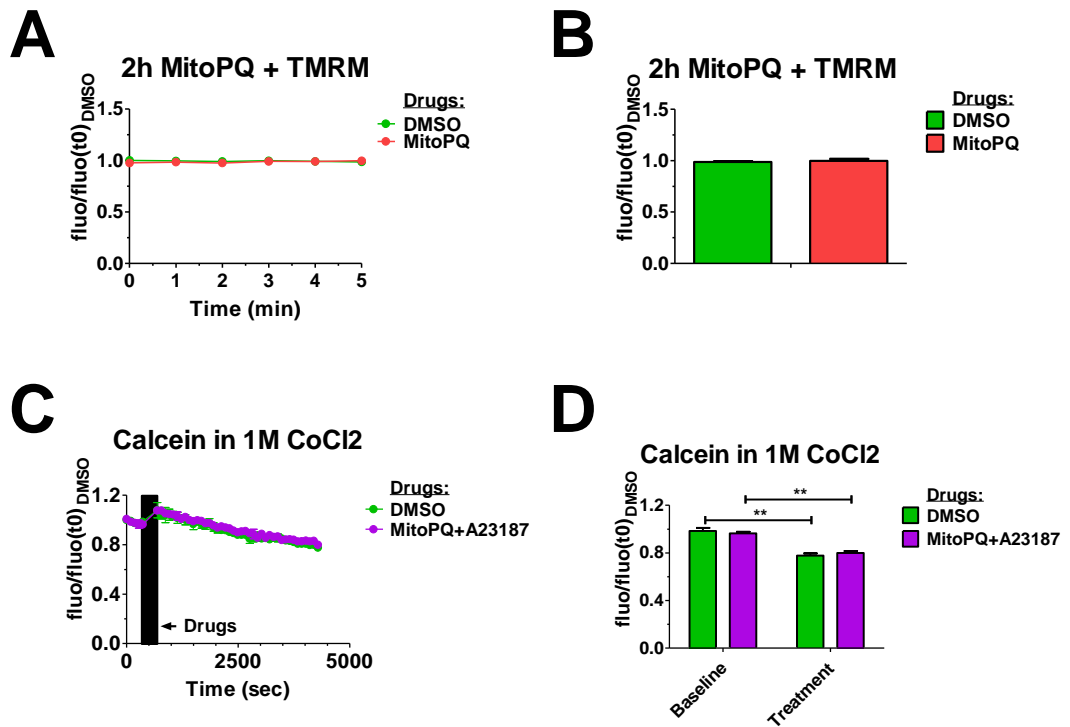 A
2h MitoPQ + TMRM
fluo/fluo(t0)DMSO
1.5
1.0
0.5
0.0
0 1 2 3 4 5
Time (min)
Drugs:
DMSO
MitoPQ
B
2h MitoPQ + TMRM
fluo/fluo(t0)DMSO
1.5
1.0
0.5
0.0
Drugs:
DMSO
MitoPQ
C
Calcein in 1M CoCl2
fluo/fluo(t0)DMSO
1.2
0.8
0.4
0.0
Drugs
0 2500 5000
Time (sec)
Drugs:
DMSO
MitoPQ+A23187
D
Calcein in 1M CoCl2
fluo/fluo(t0)DMSO
1.2
0.8
0.4
0.0
**
**
Baseline
Treatment
Drugs:
DMSO
MitoPQ+A23187